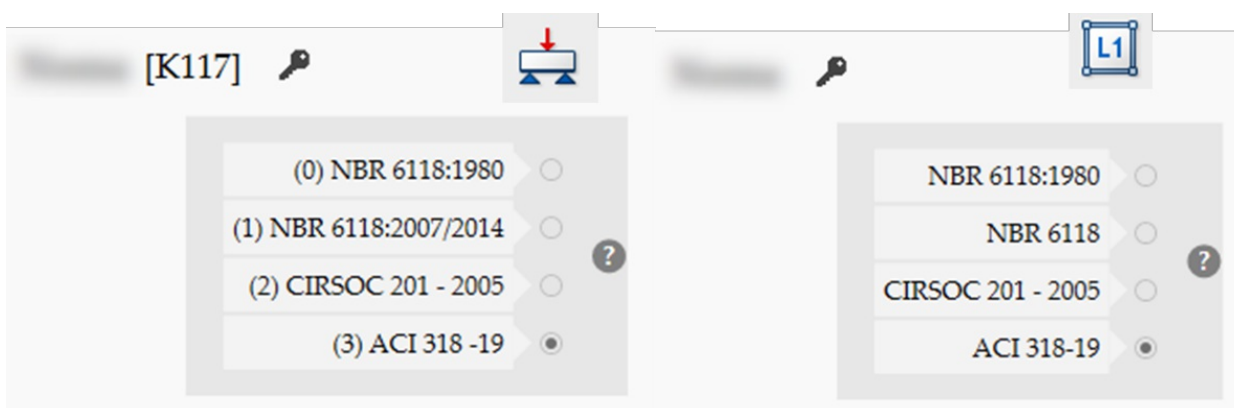 [K117]
(0) NBR 6118:1980
(1) NBR 6118:2007/2014
(2) CIRSOC 201 - 2005
(3) ACI 318 -19
?
L1
NBR 6118:1980
NBR 6118
CIRSOC 201 - 2005
ACI 318-19
?